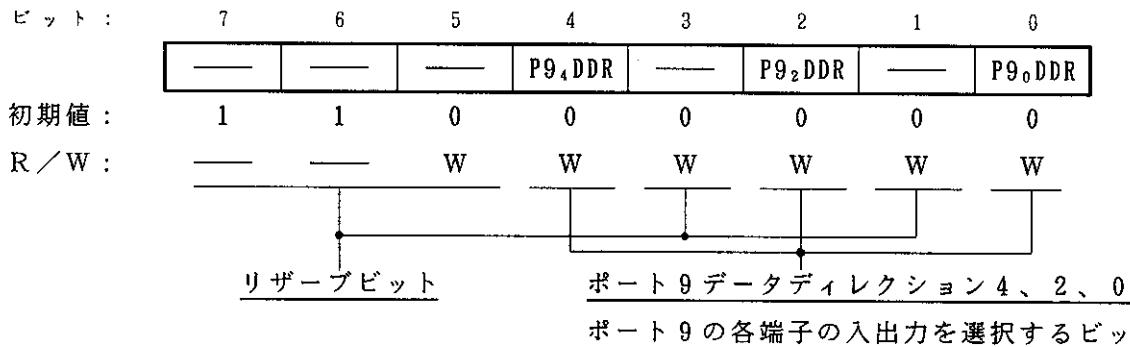 ビット： 7 6 5 4 3 2 1 0
— — — P9₄DDR — P9₂DDR — P9₀DDR
初期値： 1 1 0 0 0 0 0 0
R／W： — — W W W W W W
リザーブビット ポート9データディレクション4、2、0
ポート9の各端子の入出力を選択するビッ